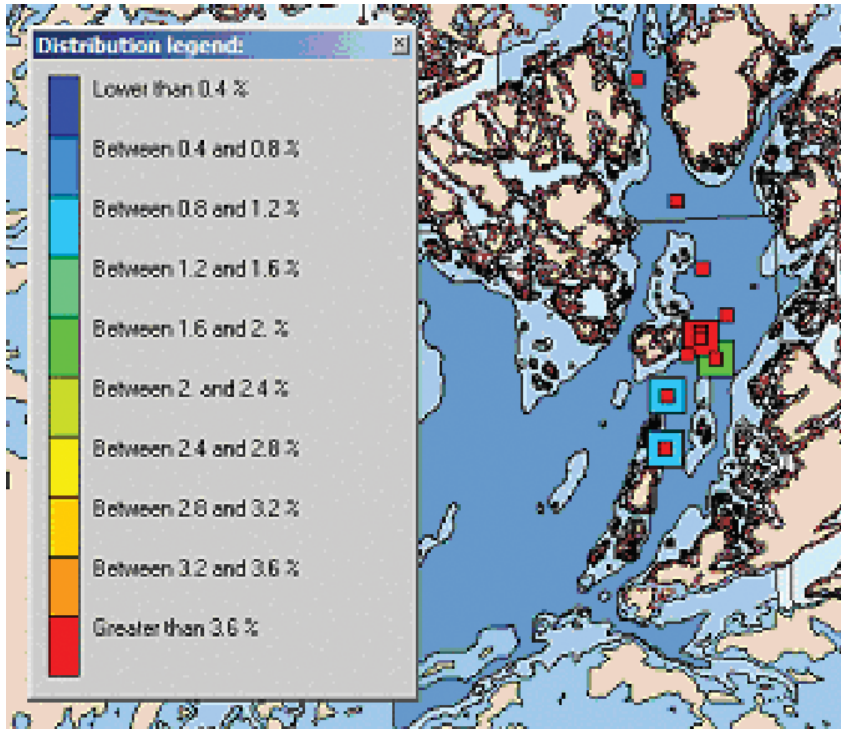 Distribution legend:
Lower than 0.4 %
Between 0.4 and 0.8 %
Between 0.8 and 1.2 %
Between 1.2 and 1.6 %
Between 1.6 and 2. %
Between 2. and 2.4 %
Between 2.4 and 2.8 %
Between 2.8 and 3.2 %
Between 3.2 and 3.6 %
Greater than 3.6 %